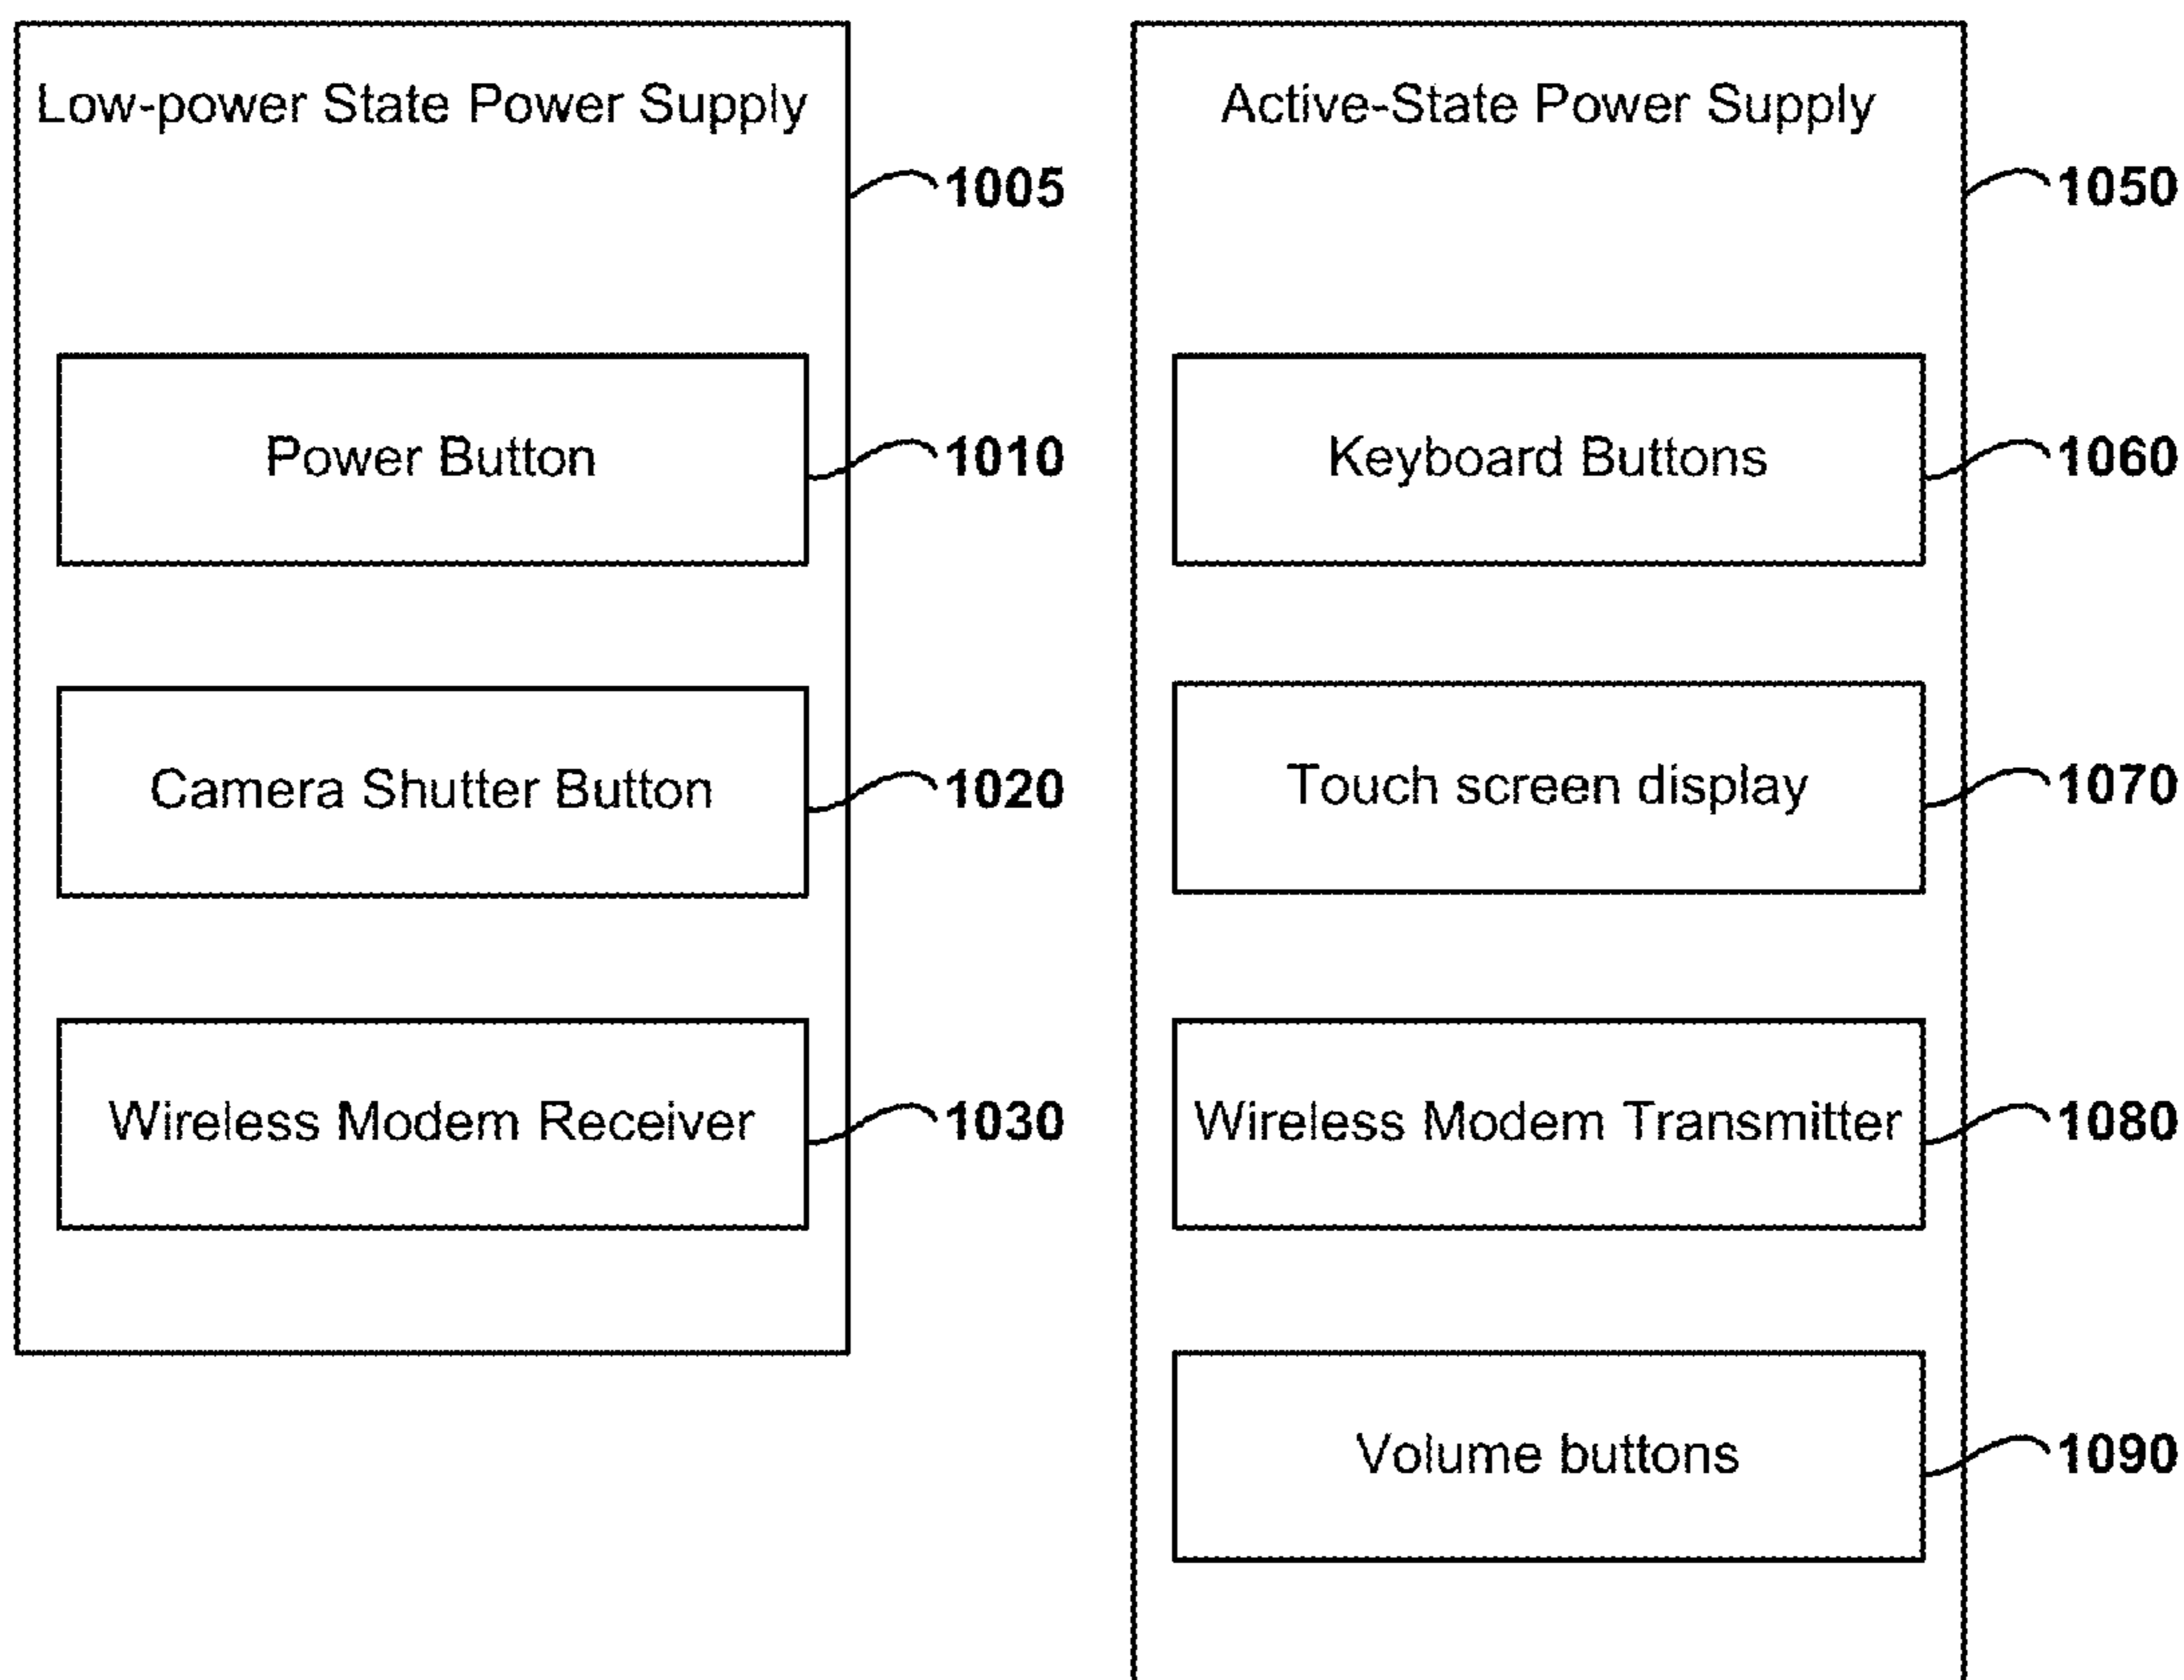 Low-power State Power Supply
1005
Power Button
1010
Camera Shutter Button
1020
Wireless Modem Receiver
1030
Active-State Power Supply
1050
Keyboard Buttons
1060
Touch screen display
1070
Wireless Modem Transmitter
1080
Volume buttons
1090